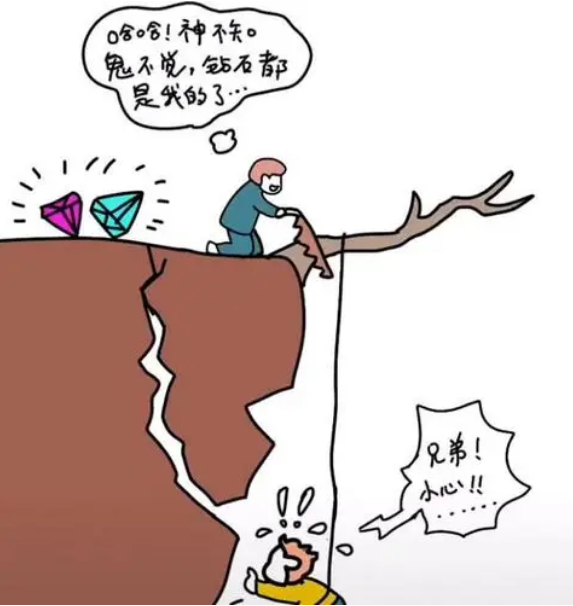 哈哈！神不知
鬼不觉，钻石都
是我的了…
兄弟！
小心!!
........
!!